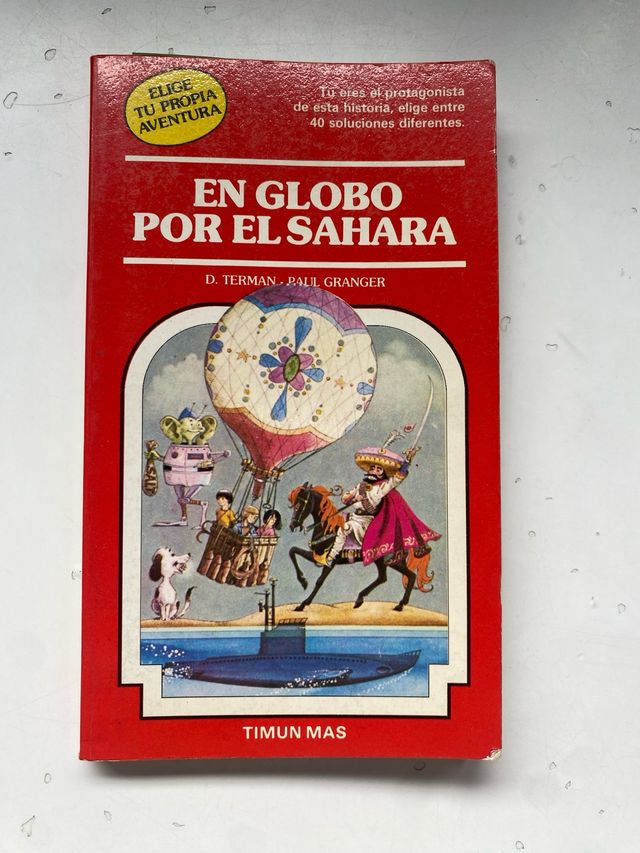 ELIGE
TU PROPIA
AVENTURA
Tú eres el protagonista
de esta historia, elige entre
40 soluciones diferentes.
EN GLOBO
POR EL SAHARA
D. TERMAN - PAUL GRANGER
TIMUN MAS